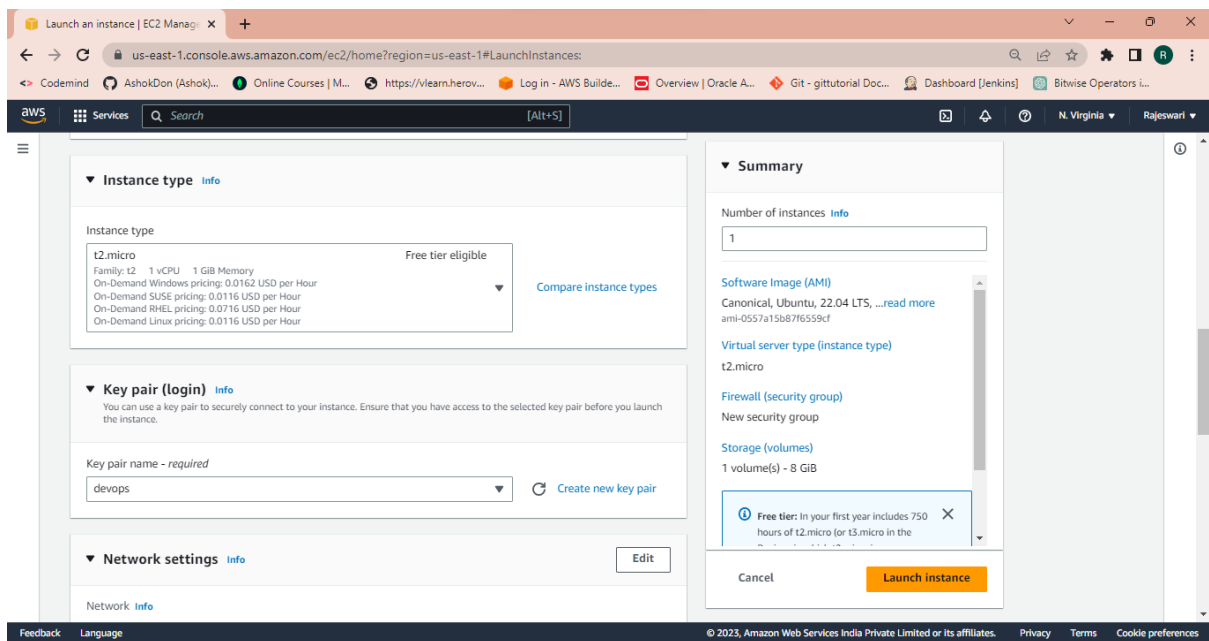 Launch an instance | EC2 Manage
us-east-1.console.aws.amazon.com/ec2/home?region=us-east-1#LaunchInstances:
R
Codemind AshokDon (Ashok)... Online Courses | M... https://vlearn.herov... Log in - AWS Builde... Overview | Oracle A... Git - gittutorial Doc... Dashboard [Jenkins] Bitwise Operators i...
aws Services Search [Alt+S] N. Virginia Rajeswari
Instance type Info
Instance type
t2.micro Free tier eligible
Family: t2 1 vCPU 1 GiB Memory
On-Demand Windows pricing: 0.0162 USD per Hour
On-Demand SUSE pricing: 0.0116 USD per Hour
On-Demand RHEL pricing: 0.0716 USD per Hour
On-Demand Linux pricing: 0.0116 USD per Hour
Compare instance types
Key pair (login) Info
You can use a key pair to securely connect to your instance. Ensure that you have access to the selected key pair before you launch
the instance.
Key pair name - required
devops
Create new key pair
Network settings Info
Edit
Network Info
Summary
Number of instances Info
1
Software Image (AMI)
Canonical, Ubuntu, 22.04 LTS, ...read more
ami-0557a15b87f6559cf
Virtual server type (instance type)
t2.micro
Firewall (security group)
New security group
Storage (volumes)
1 volume(s) - 8 GiB
Free tier: In your first year includes 750
hours of t2.micro (or t3.micro in the
Cancel
Launch instance
Feedback Language © 2023, Amazon Web Services India Private Limited or its affiliates. Privacy Terms Cookie preferences